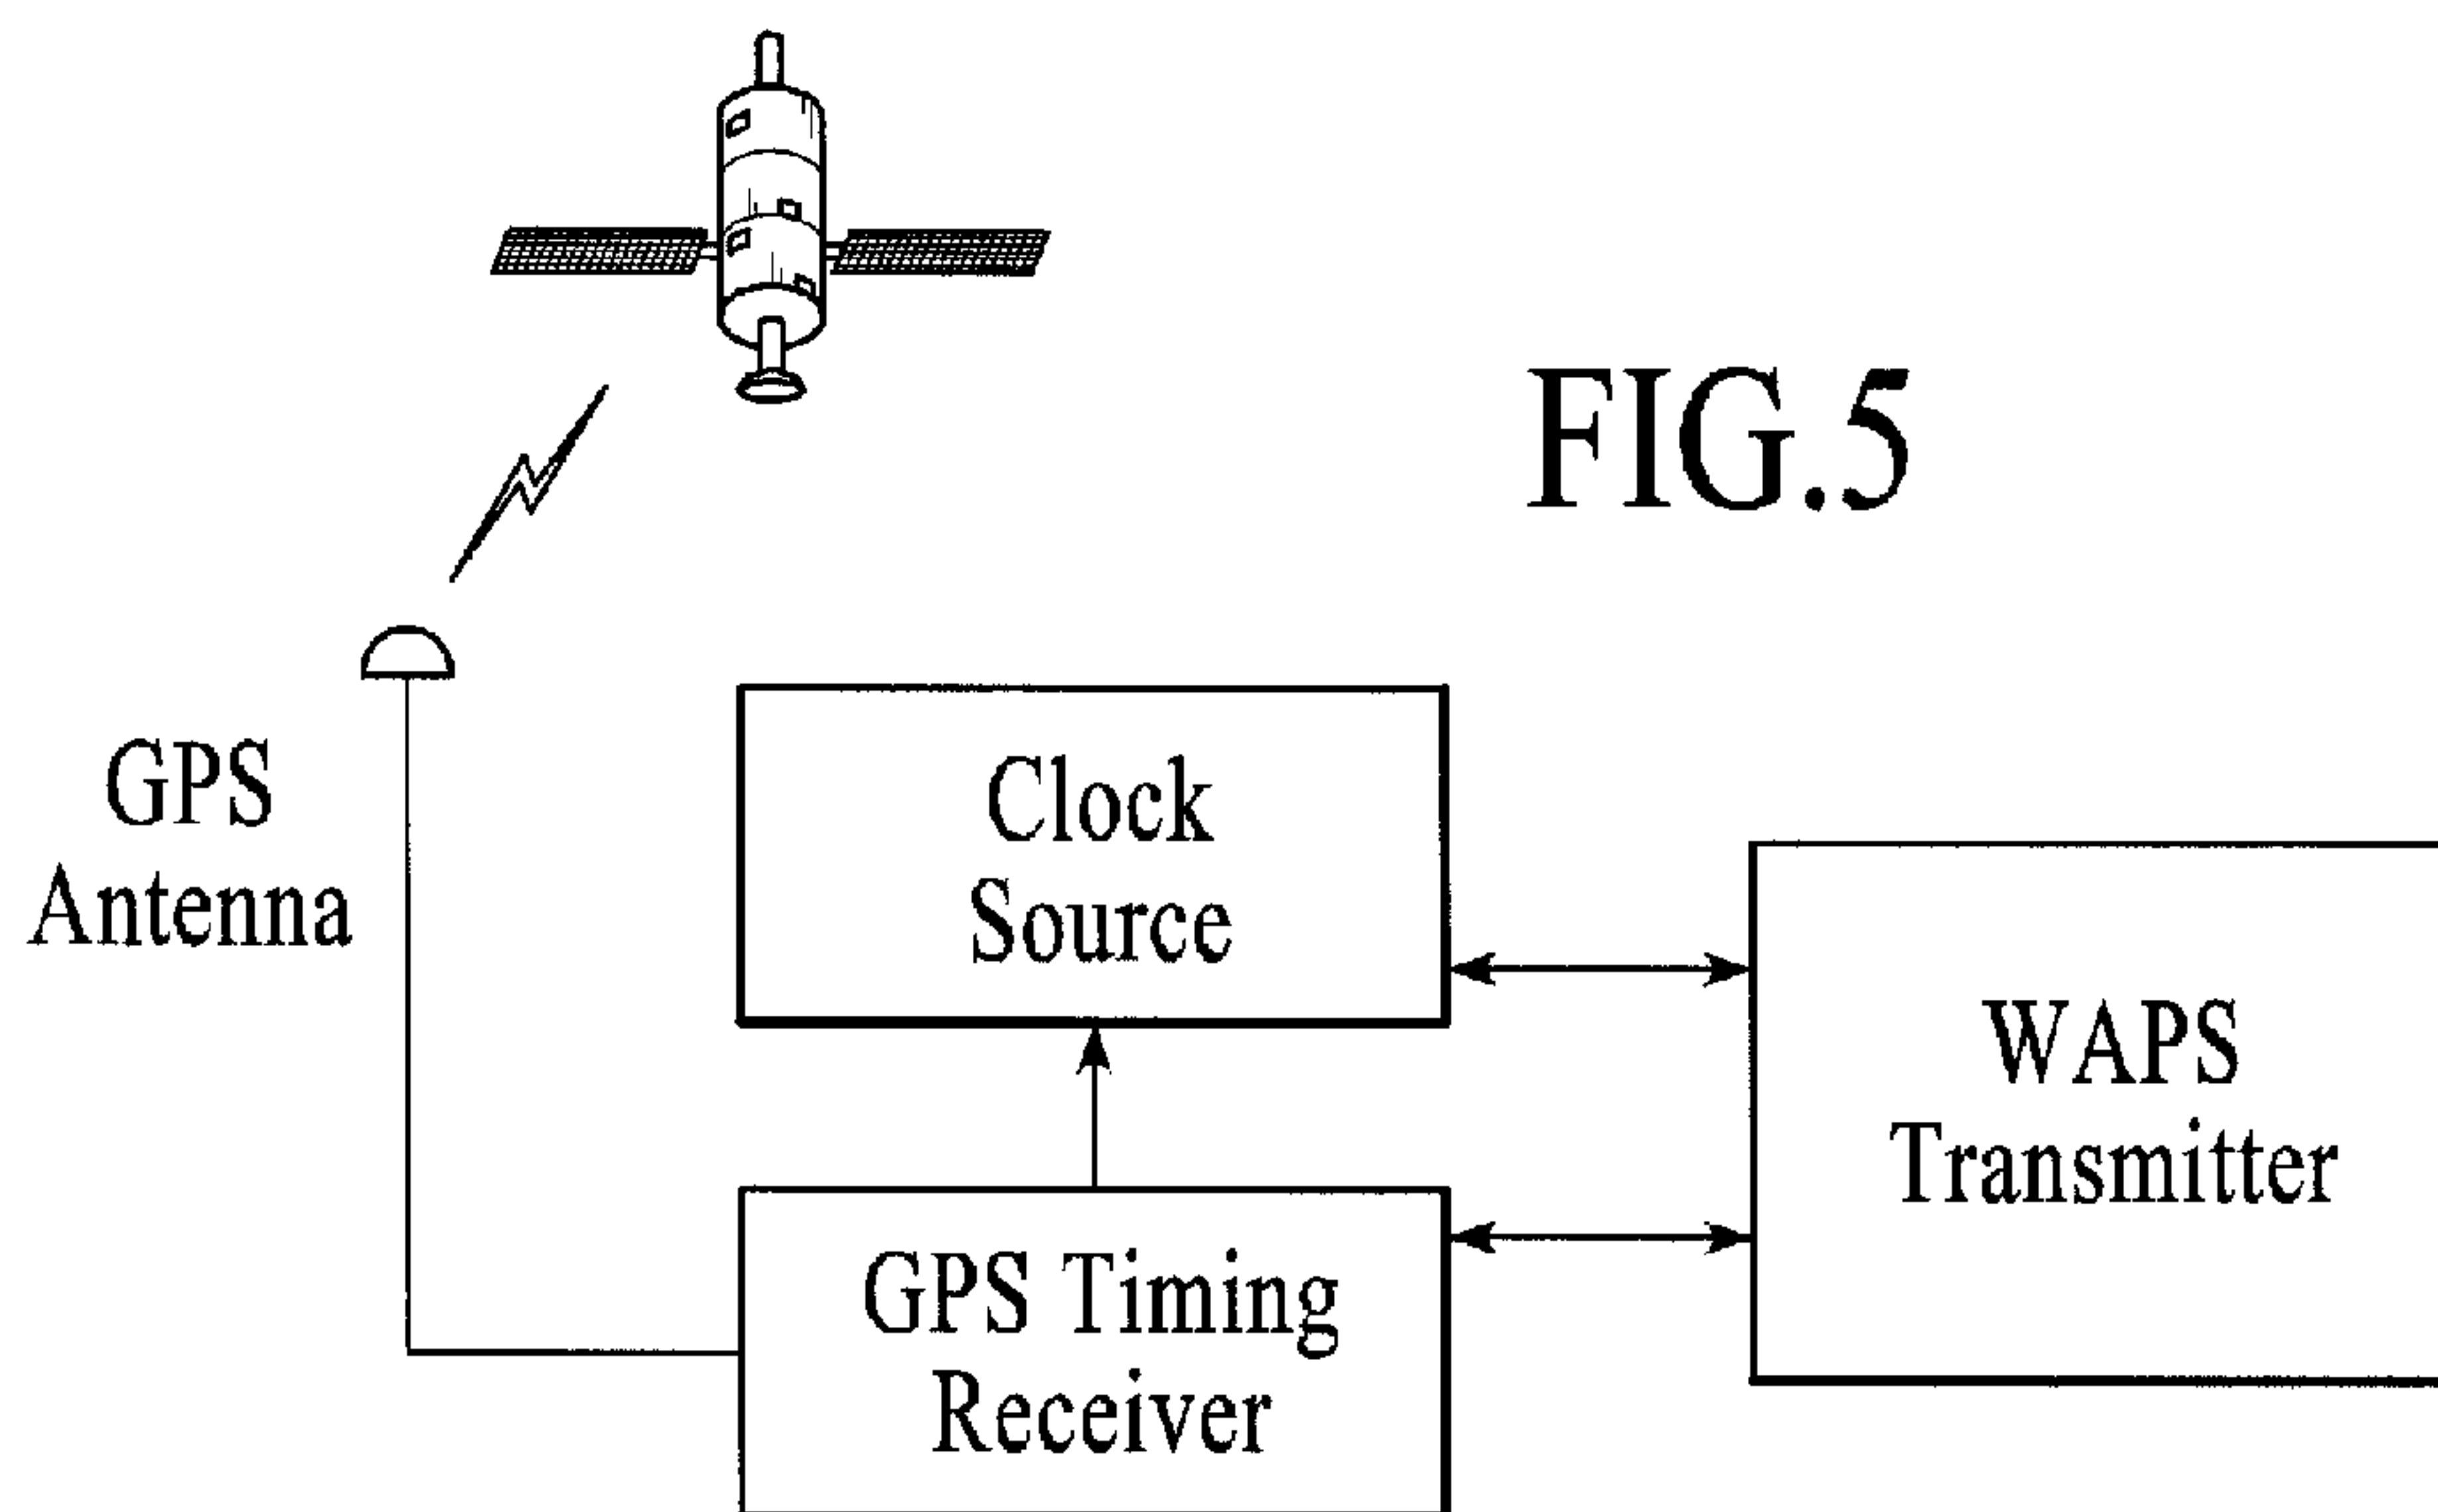 FIG.5
GPS
Antenna
Clock
Source
WAPS
Transmitter
GPS Timing
Receiver